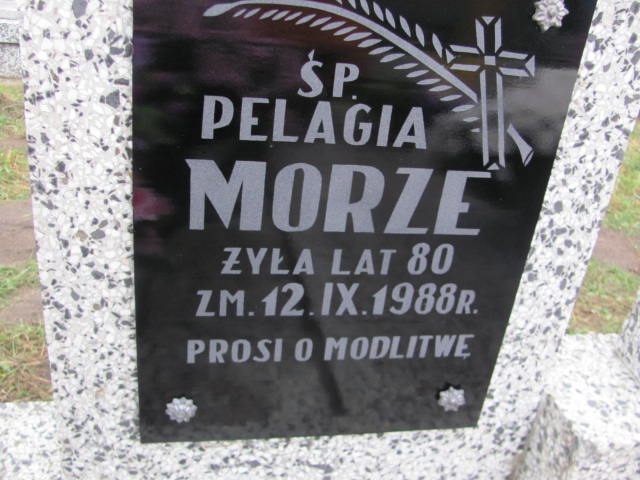 ŚP.
PELAGIA
MORZE
ŻYŁA LAT 80
ZM. 12. IX. 1988 R.
PROSI O MODLITWĘ